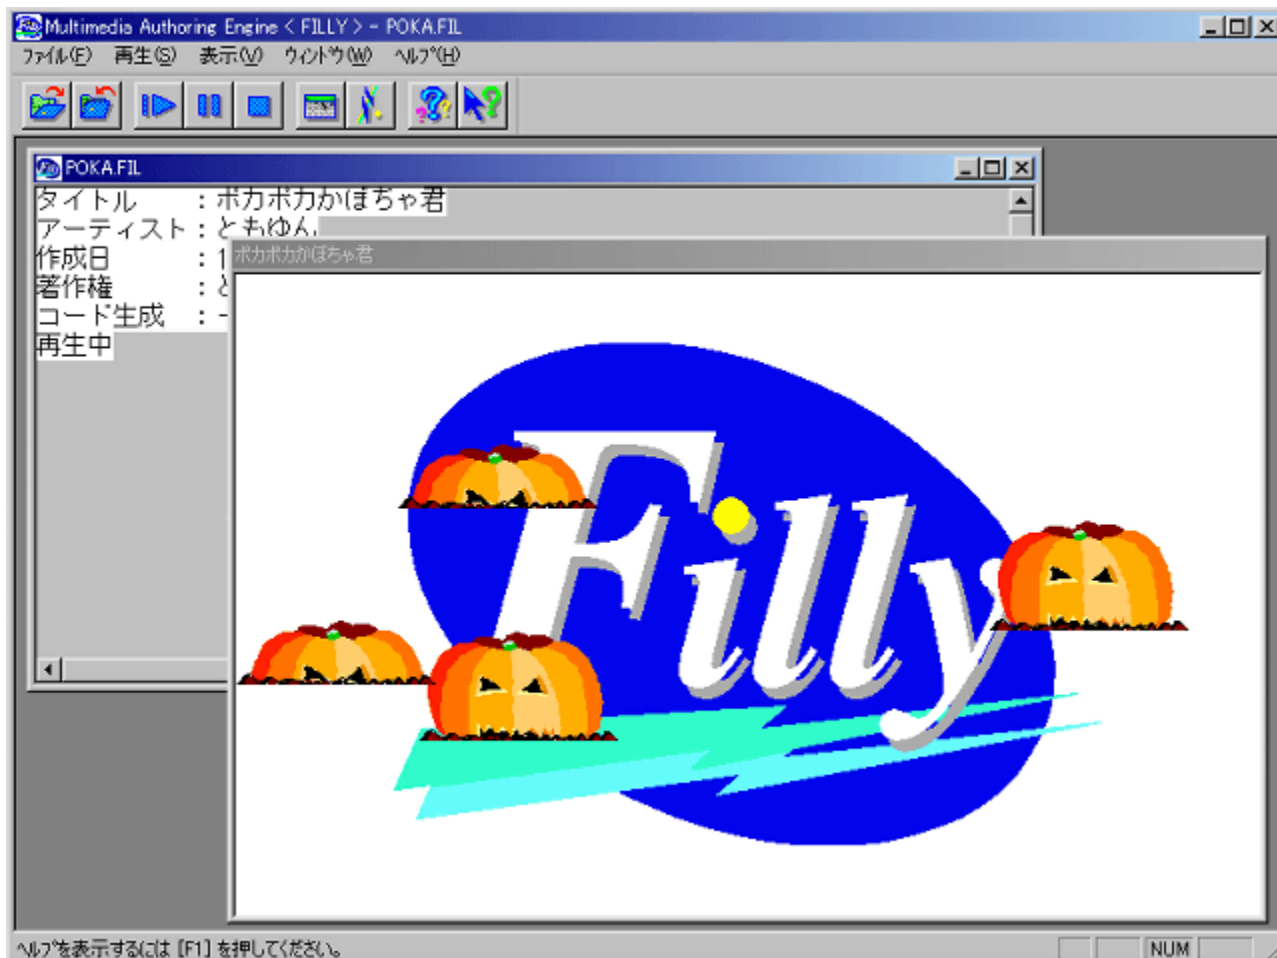 Multimedia Authoring Engine < FILLY > - POKA.FIL
ファイル(F) 再生(S) 表示(V) ウィンドウ(W) ヘルプ(H)
POKA.FIL
タイトル :ポカポカかぼちゃ君
アーティスト:ともゆん
作成日 :1
著作権 :と
コード生成 :-
再生中
ポカポカかぼちゃ君
Filly
ヘルプを表示するには [F1] を押してください。
NUM